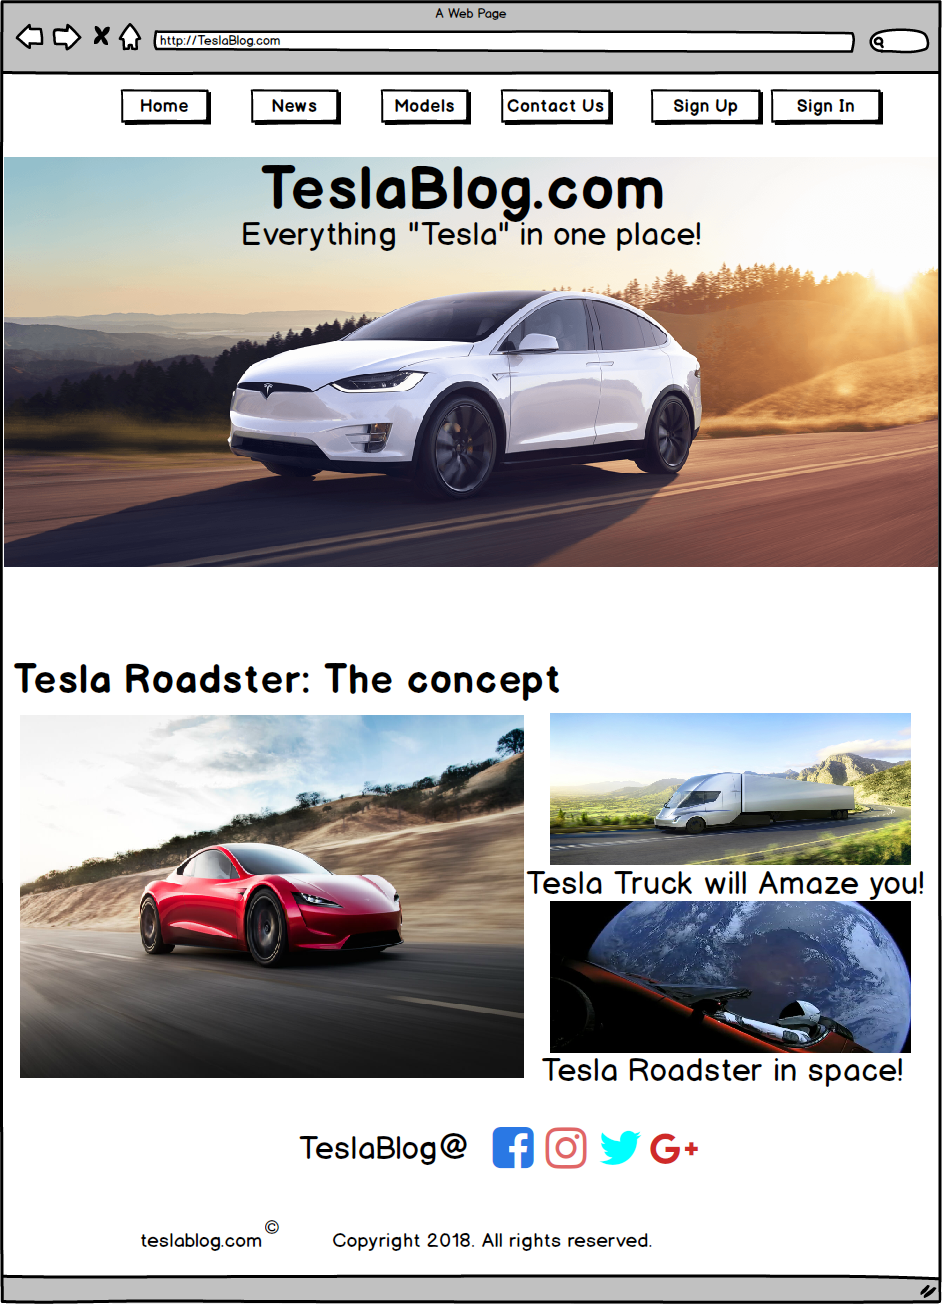 A Web Page
http://TeslaBlog.com
Home
News
Models
Contact Us
Sign Up
Sign In
TeslaBlog.com
Everything "Tesla" in one place!
Tesla Roadster: The concept
Tesla Truck will Amaze you!
Tesla Roadster in space!
TeslaBlog@
G+
teslablog.com©
Copyright 2018. All rights reserved.